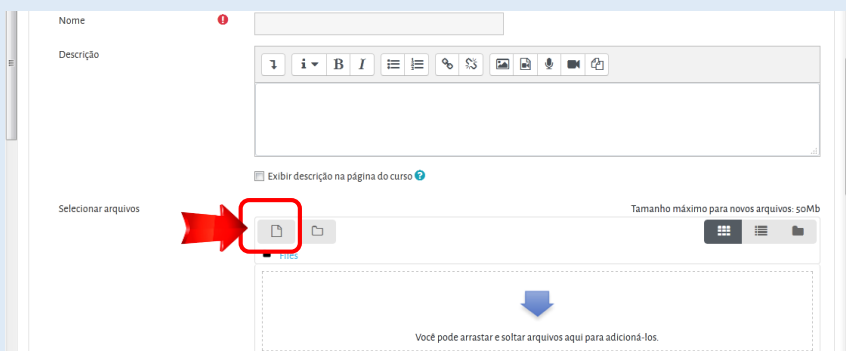 Nome
Descrição
Exibir descrição na página do curso
Selecionar arquivos
Tamanho máximo para novos arquivos: 50Mb
Files
Você pode arrastar e soltar arquivos aqui para adicioná-los.